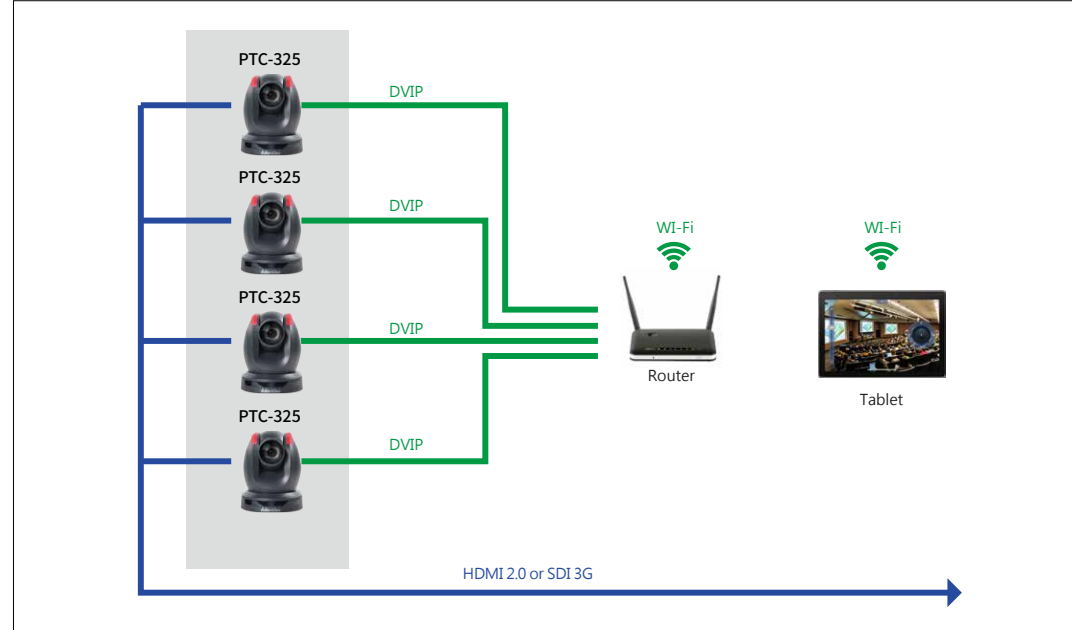 PTC-325
DVIP
PTC-325
DVIP
WI-Fi
WI-Fi
PTC-325
DVIP
Router
Tablet
PTC-325
DVIP
HDMI 2.0 or SDI 3G